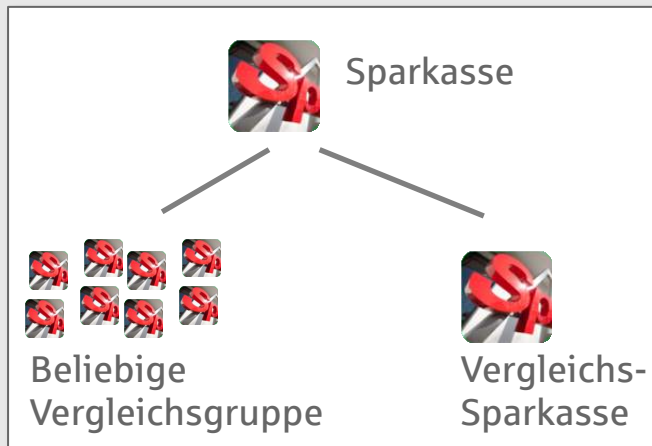 Sparkasse
Beliebige
Vergleichsgruppe
Vergleichs-
Sparkasse